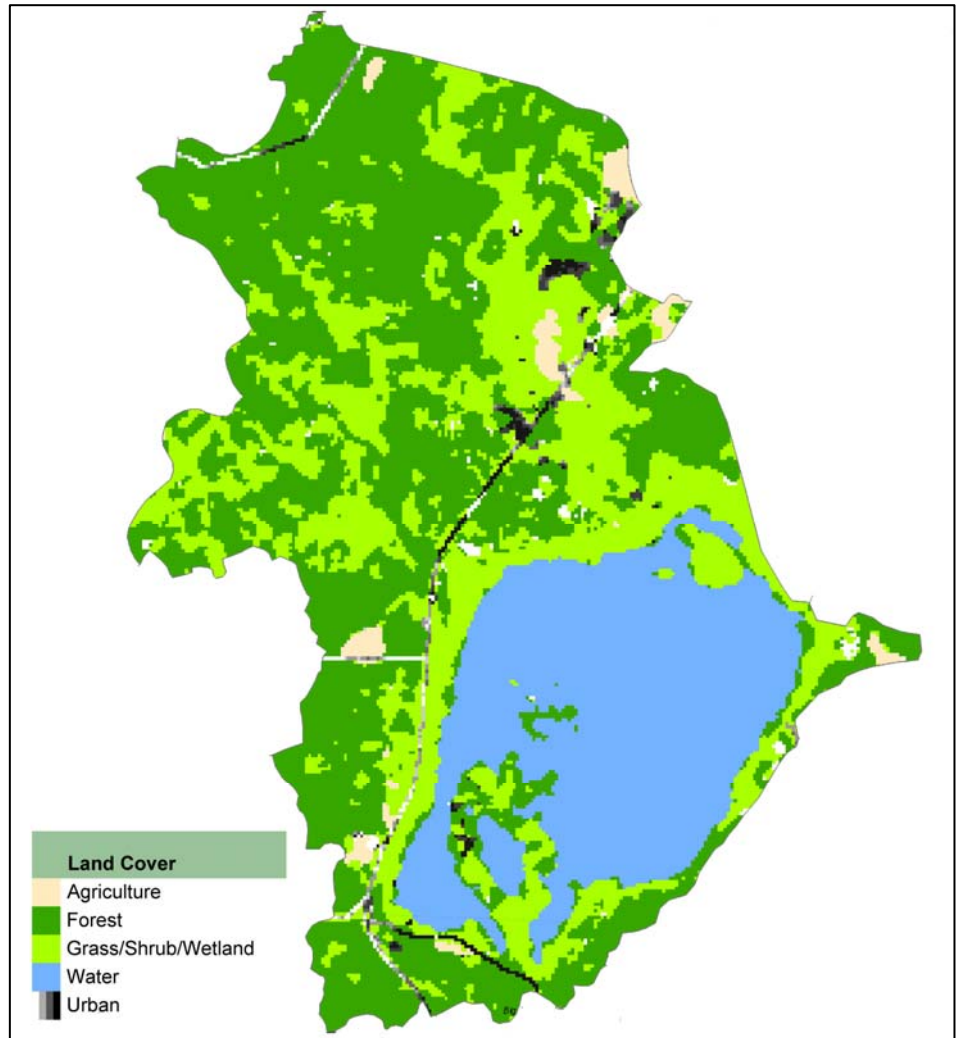 Land Cover
Agriculture
Forest
Grass/Shrub/Wetland
Water
Urban